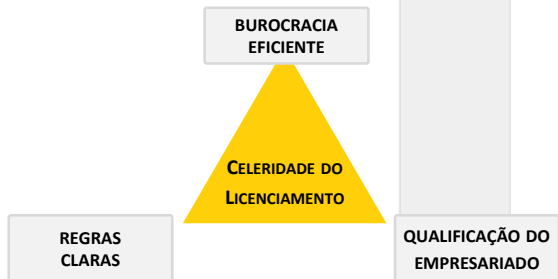 BUROCRACIA
EFICIENTE
CELERIDADE DO
LICENCIAMENTO
REGRAS
CLARAS
QUALIFICAÇÃO DO
EMPRESARIADO